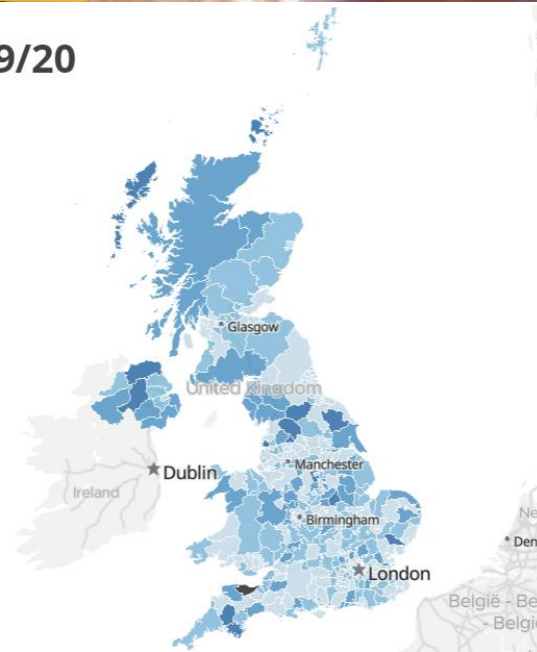 9/20
Glasgow
United Kingdom
Dublin
Manchester
Ireland
Birmingham
London
België - Be
- Belgi
Ne
Den